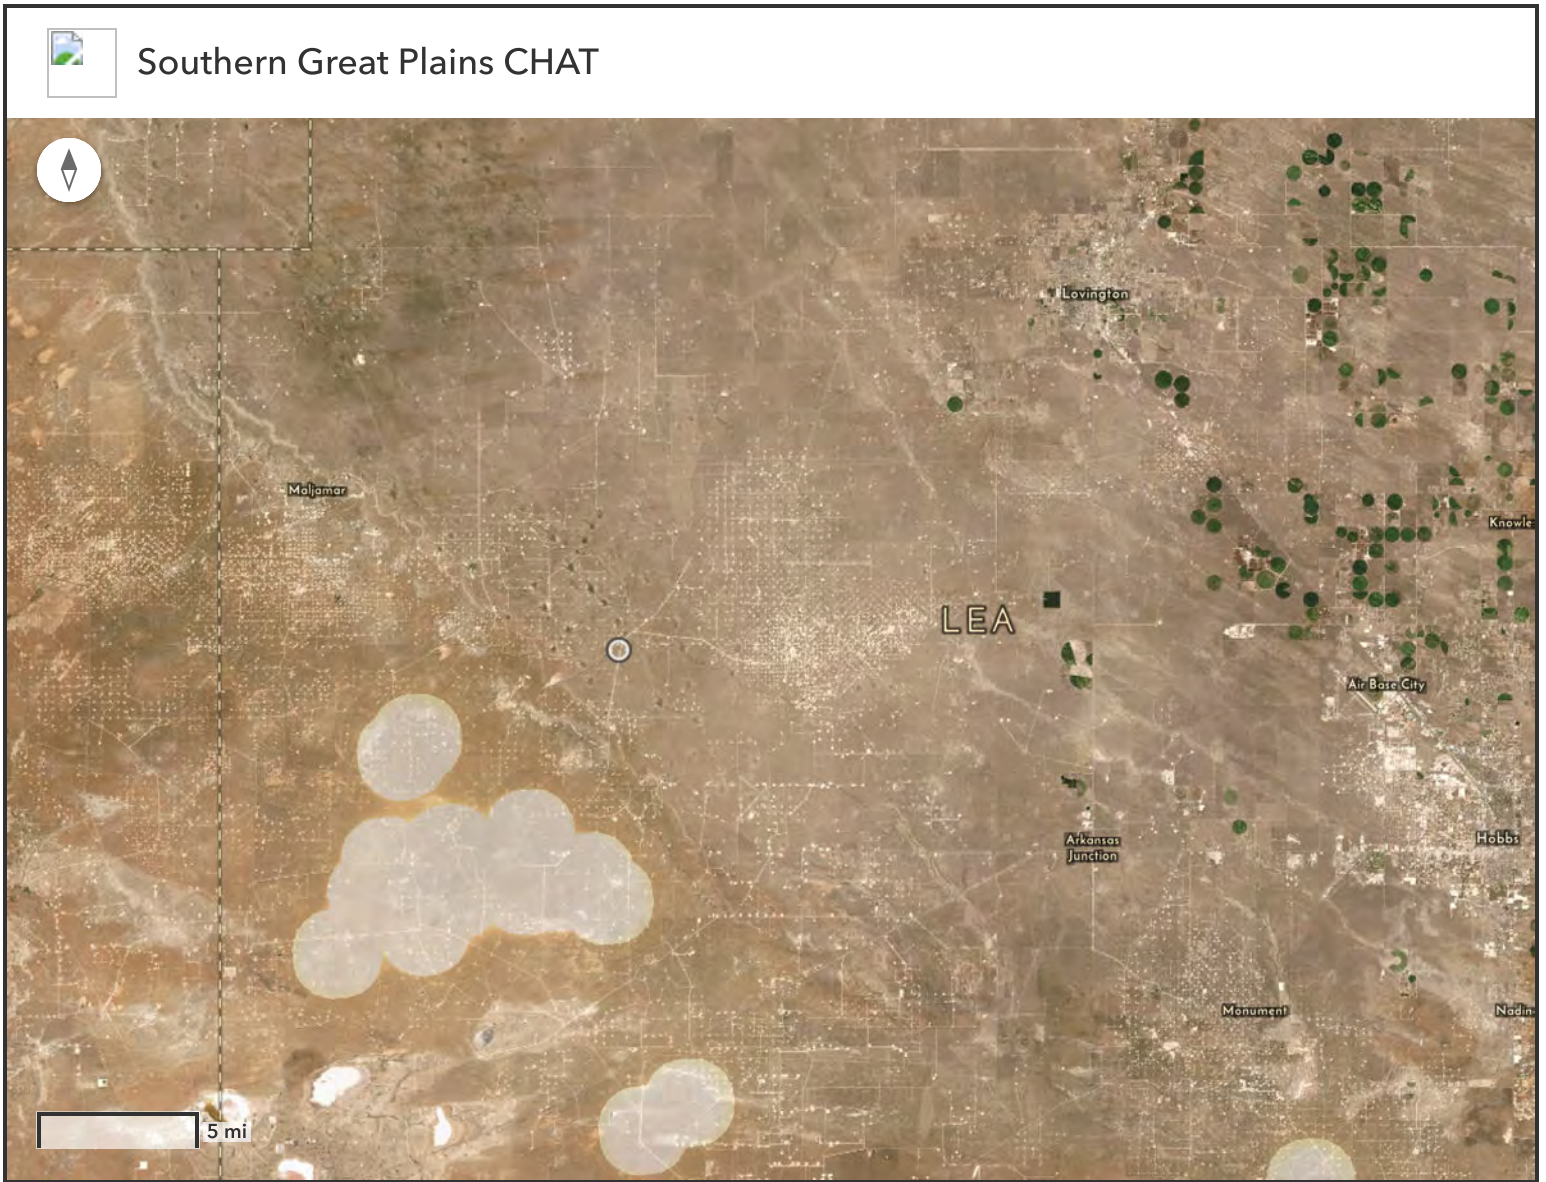 Southern Great Plains CHAT
Lovington
Maljamar
Knowle
LEA
Air Base City
Arkansas
Junction
Hobbs
Monument
Nadin
5 mi